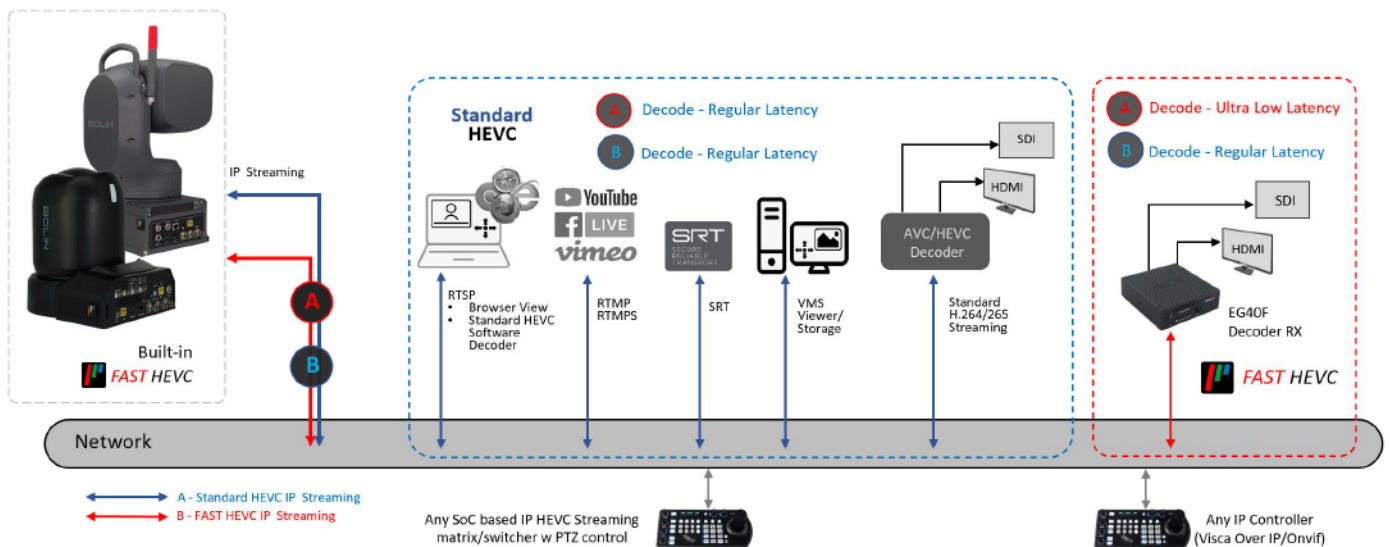 BOLIN
BOLIN
Built-in
FAST HEVC
IP Streaming
A
B
Standard
HEVC
A Decode - Regular Latency
B Decode - Regular Latency
YouTube
f LIVE
vimeo
SRT
SECURE
RELIABLE
TRANSPORT
AVC/HEVC
Decoder
SDI
HDMI
RTSP
• Browser View
• Standard HEVC
Software
Decoder
RTMP
RTMPS
SRT
VMS
Viewer/
Storage
Standard
H.264/265
Streaming
A Decode - Ultra Low Latency
B Decode - Regular Latency
SDI
HDMI
EG40F
Decoder RX
FAST HEVC
Network
A - Standard HEVC IP Streaming
B - FAST HEVC IP Streaming
Any SoC based IP HEVC Streaming
matrix/switcher w PTZ control
Any IP Controller
(Visca Over IP/Onvif)